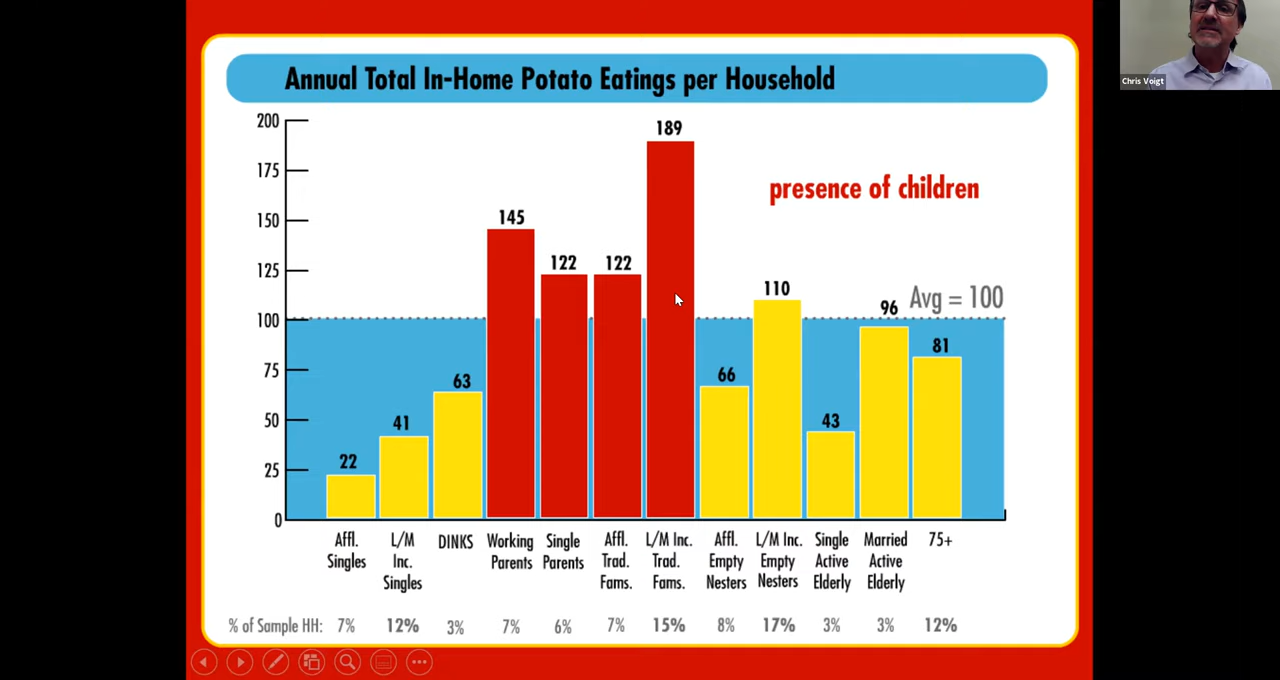 Annual Total In-Home Potato Eatings per Household
Chris Voigt
200
175
150
125
100
75
50
25
0
22
41
63
145
122
122
189
66
110
43
96
81
presence of children
Avg = 100
Affl.
Singles
L/M
Inc.
Singles
DINKS
Working
Parents
Single
Parents
Affl.
Trad.
Fams.
L/M Inc.
Trad.
Fams.
Affl.
Empty
Nesters
L/M Inc.
Empty
Nesters
Single
Active
Elderly
Married
Active
Elderly
75+
% of Sample HH: 7% 12% 3% 7% 6% 7% 15% 8% 17% 3% 3% 12%